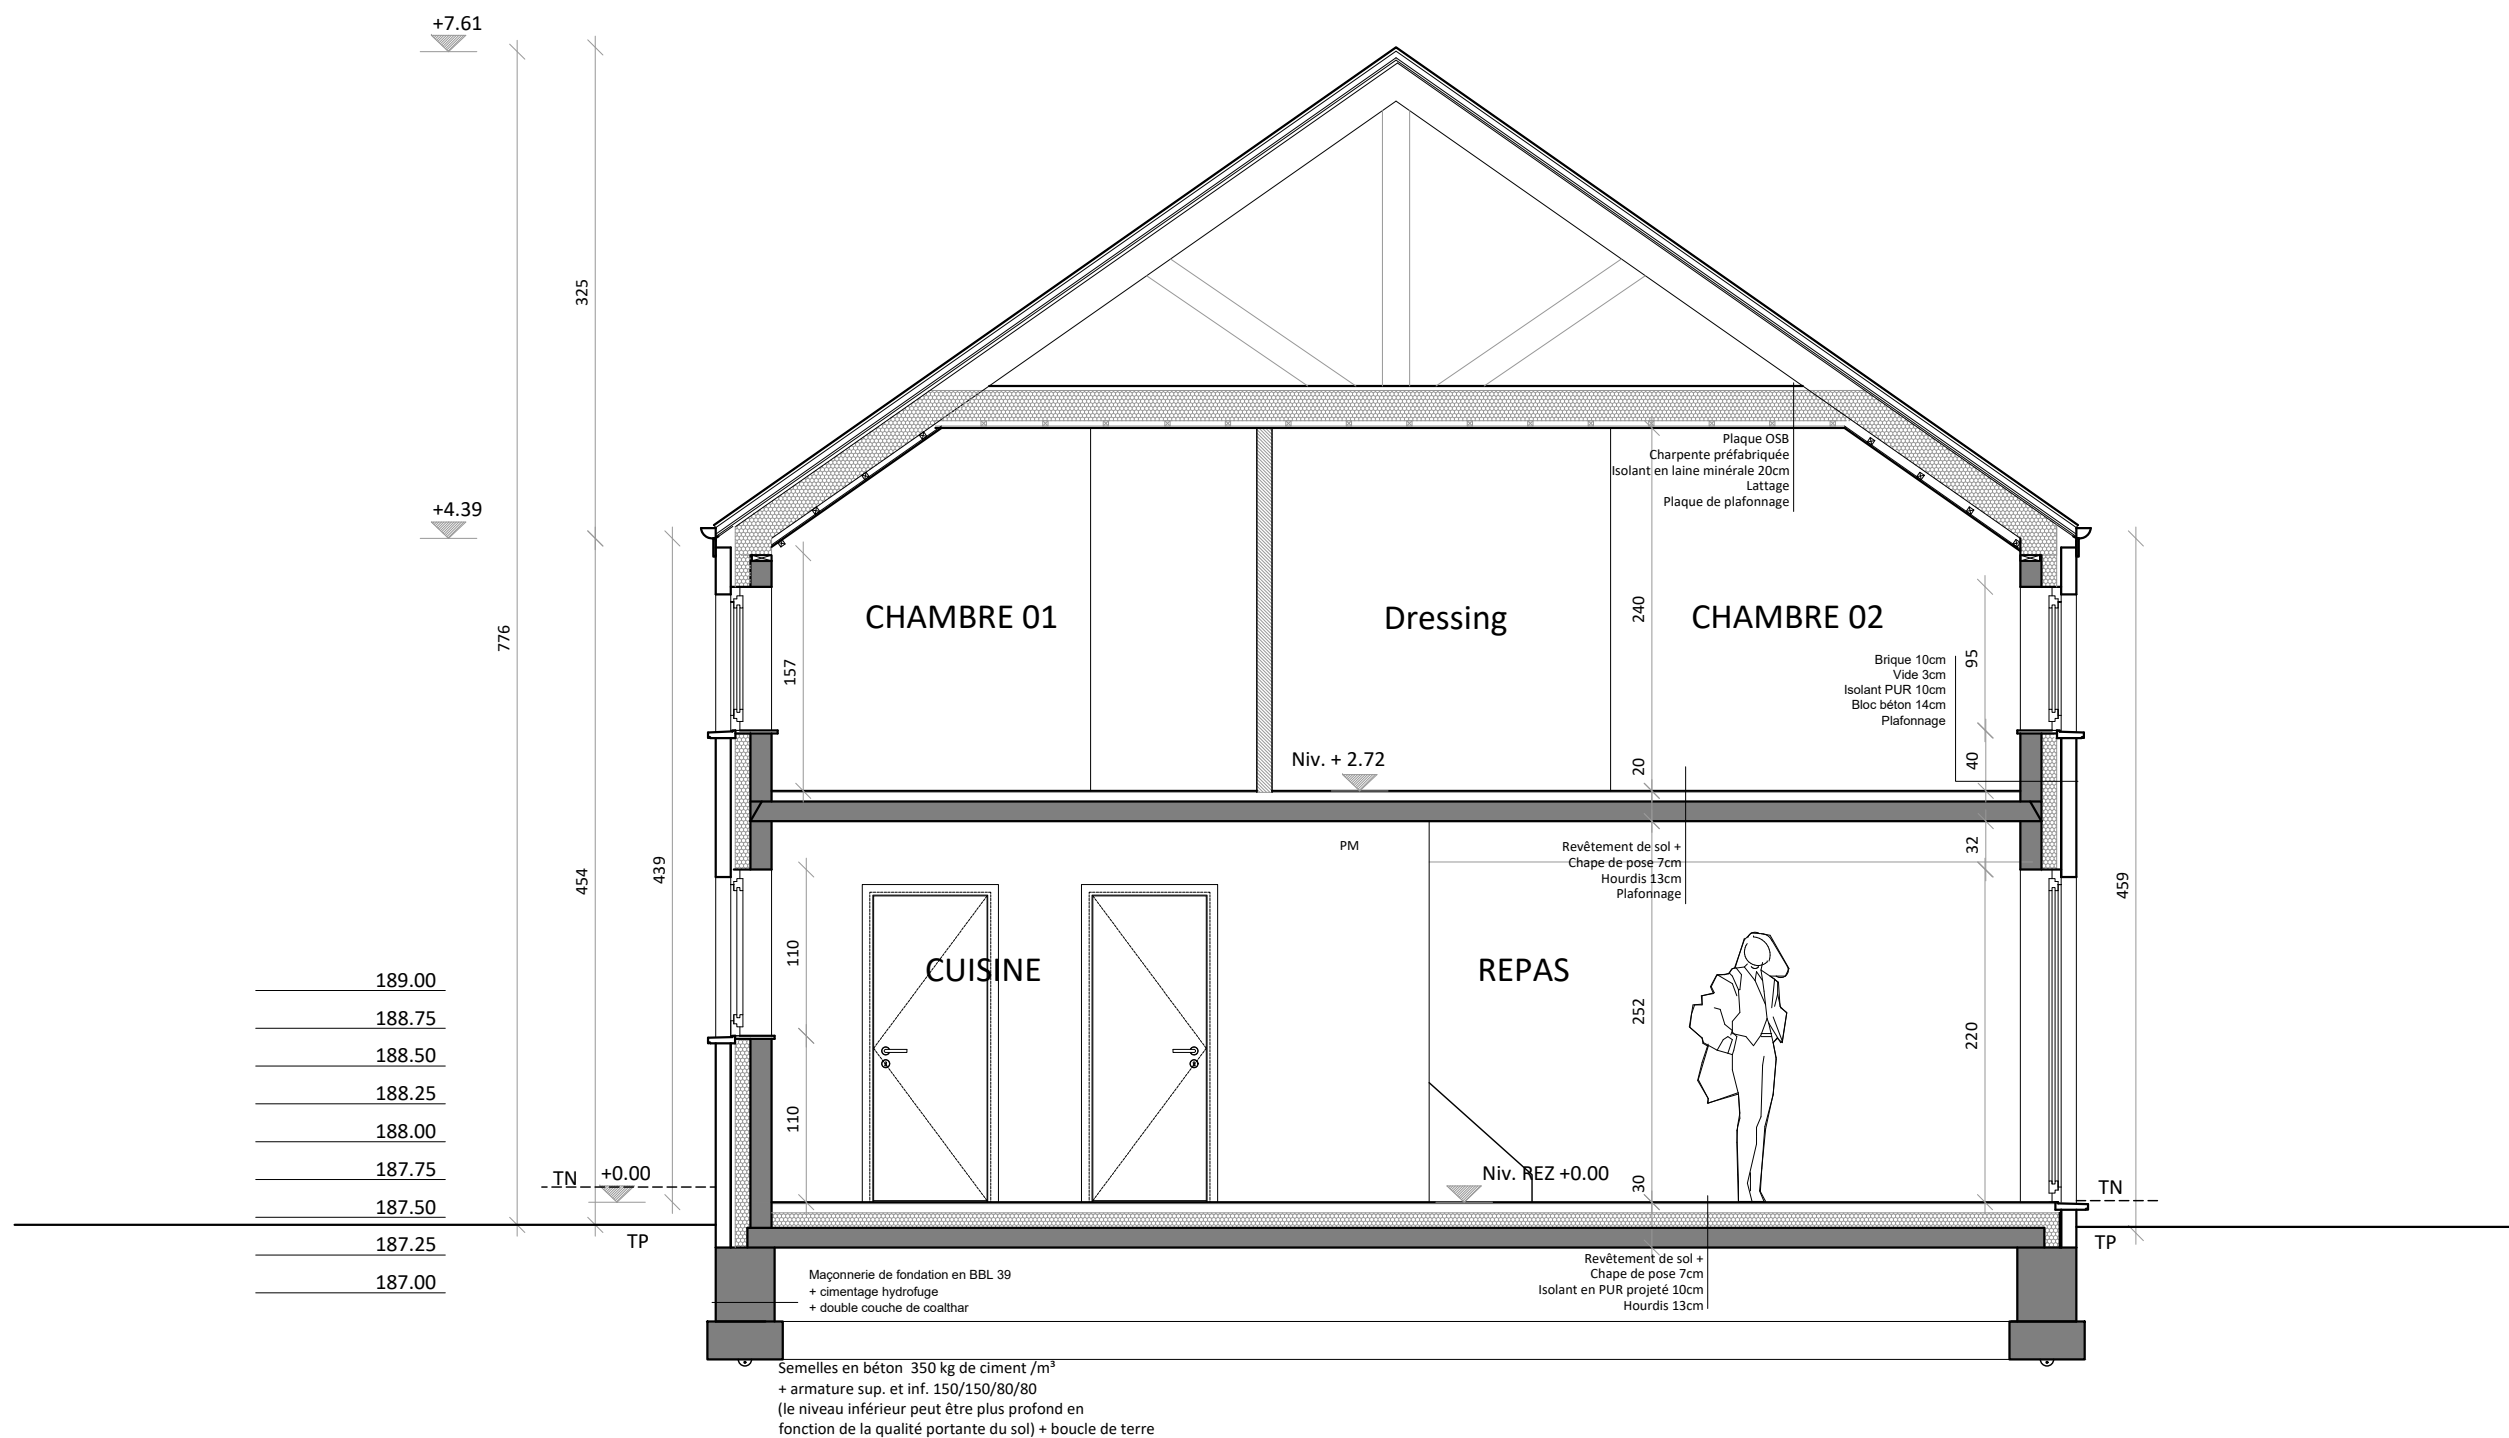 +7.61
325
+4.39
776
454
439
Plaque OSB
Charpente préfabriquée
Isolant en laine minérale 20cm
Lattage
Plaque de plafonnage
CHAMBRE 01
Dressing
CHAMBRE 02
157
240
95
Brique 10cm
Vide 3cm
Isolant PUR 10cm
Bloc béton 14cm
Plafonnage
Niv. + 2.72
20
40
PM
Revêtement de sol +
Chape de pose 7cm
Hourdis 13cm
Plafonnage
32
459
110
CUISINE
REPAS
252
220
110
189.00
188.75
188.50
188.25
188.00
187.75
187.50
187.25
187.00
TN
+0.00
Niv. REZ +0.00
30
TN
TP
TP
Maçonnerie de fondation en BBL 39
+ cimentage hydrofuge
+ double couche de coalthar
Revêtement de sol +
Chape de pose 7cm
Isolant en PUR projeté 10cm
Hourdis 13cm
Semelles en béton 350 kg de ciment /m³
+ armature sup. et inf. 150/150/80/80
(le niveau inférieur peut être plus profond en
fonction de la qualité portante du sol) + boucle de terre